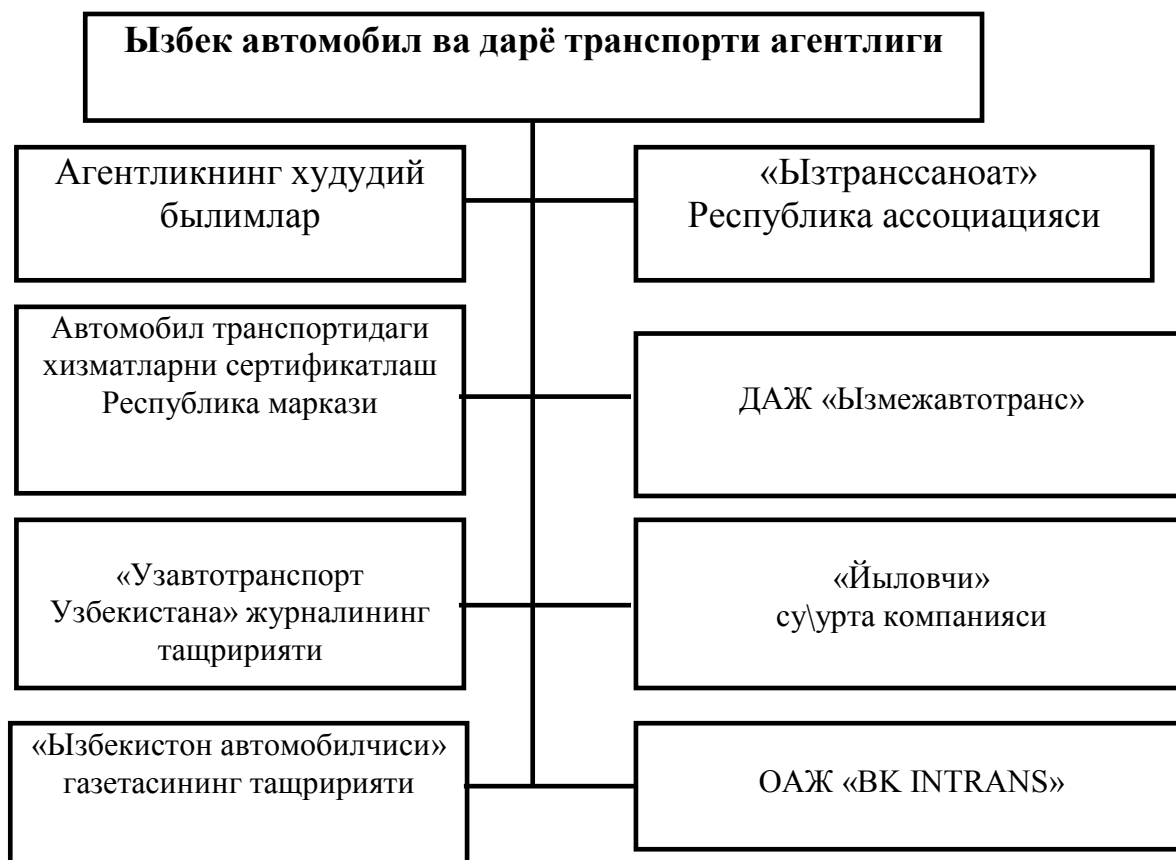 Ызбек автомобил ва дарё транспорти агентлиги
Агентликнинг худудий
былимлар
«Ызтранссаноат»
Республика ассоциацияси
Автомобил транспортидаги
хизматларни сертификатлаш
Республика маркази
ДАЖ «Ызмежавтотранс»
«Узавтотранспорт
Узбекистана» журналининг
тащририяти
«Йыловчи»
су\урта компанияси
«Ызбекистон автомобилчиси»
газетасининг тащририяти
ОАЖ «BK INTRANS»